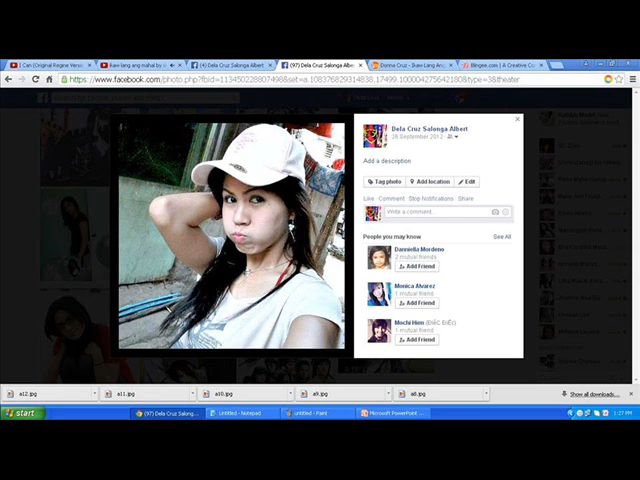 I Can (Original Regine Version)
ikaw lang ang mahal by d
(4) Dela Cruz Salonga Albert
(97) Dela Cruz Salonga Albe
Donna Cruz - Ikaw Lang Ang
Blingee.com | A Creative Co
https://www.facebook.com/photo.php?fbid=113450228807498&set=a.108376829314838.17499.100004275642180&type=3&theater
Dela Cruz Salonga Albert
26 September 2012
Add a description
Tag photo
Add location
Edit
Like · Comment · Stop Notifications · Share
Write a comment...
People you may know
See All
Danniella Mordeno
2 mutual friends
Add Friend
Monica Alvarez
1 mutual friend
Add Friend
Mochi Hien (ĐIỆC ĐIẾC)
1 mutual friend
Add Friend
a12.jpg
a11.jpg
a10.jpg
a9.jpg
a8.jpg
Show all downloads...
start
(97) Dela Cruz Salong...
Untitled - Notepad
untitled - Paint
Microsoft PowerPoint ...
1:27 PM